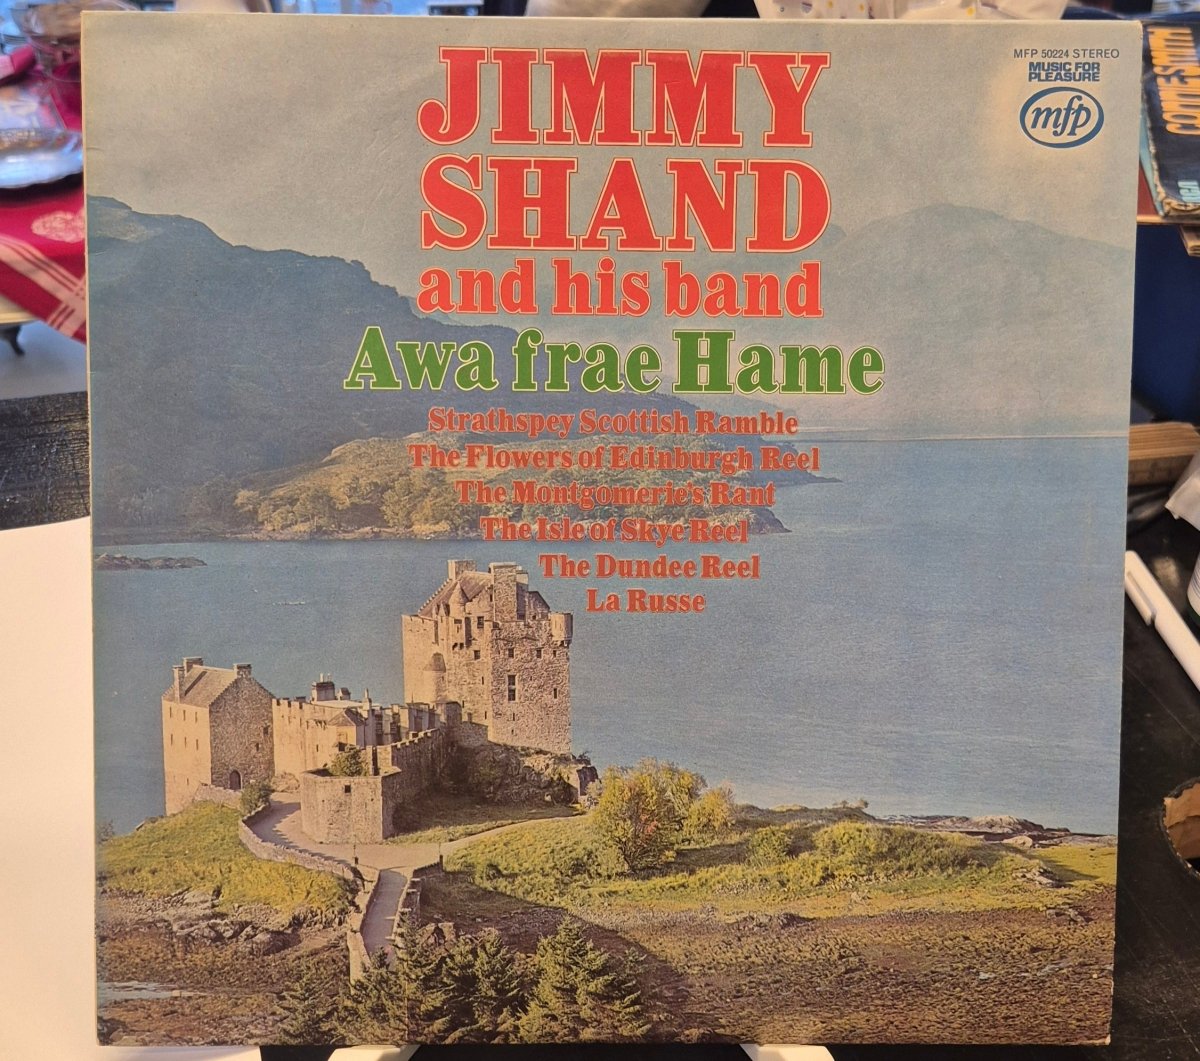 JIMMY
SHAND
and his band
Awa frae Hame
Strathspey Scottish Ramble
The Flowers of Edinburgh Reel
The Montgomerie's Rant
The Isle of Skye Reel
The Dundee Reel
La Russe
MFP 50224 STEREO
MUSIC FOR
PLEASURE
mfp